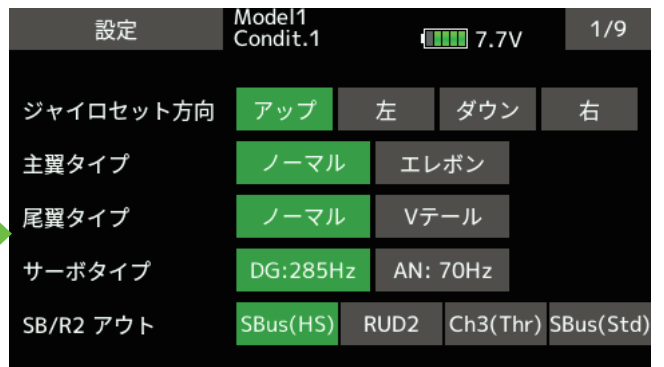 設定 Model1 7.7V 1/9
Condit.1
ジャイロセット方向 アップ 左 ダウン 右
主翼タイプ ノーマル エレボン
尾翼タイプ ノーマル Vテール
サーボタイプ DG:285Hz AN: 70Hz
SB/R2 アウト SBus(HS) RUD2 Ch3(Thr) SBus(Std)